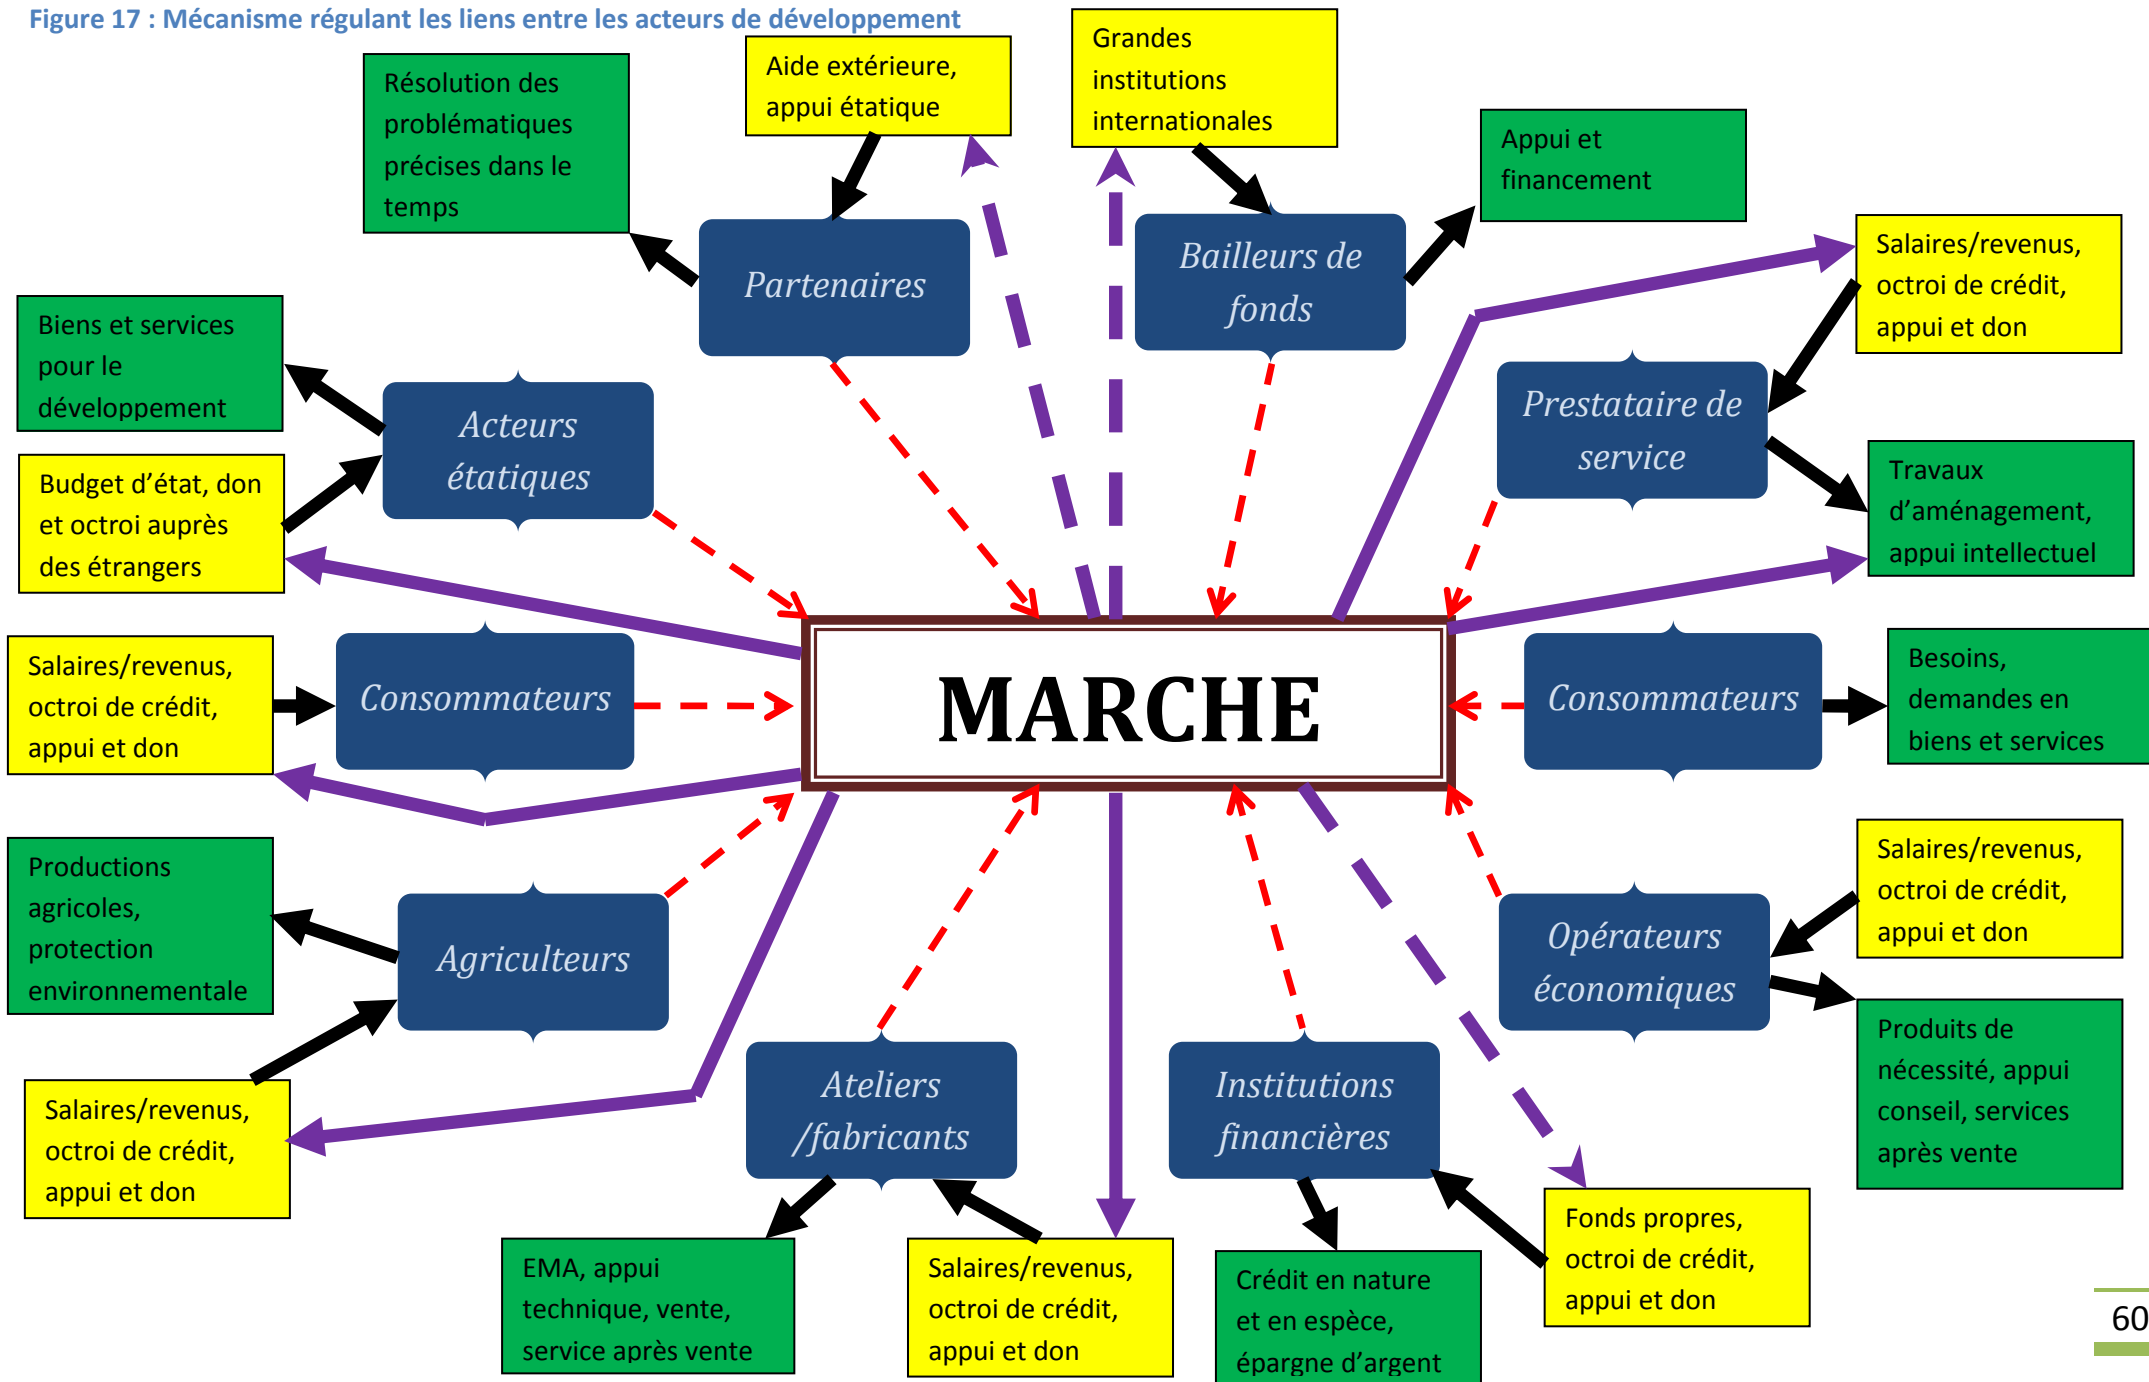 Figure 17 : Mécanisme régulant les liens entre les acteurs de développement
Résolution des
problématiques
précises dans le
temps
Aide extérieure,
appui étatique
Grandes
institutions
internationales
Appui et
financement
Salaires/revenus,
octroi de crédit,
appui et don
Partenaires
Bailleurs de
fonds
Biens et services
pour le
développement
Acteurs
étatiques
Prestataire de
service
Budget d’état, don
et octroi auprès
des étrangers
Travaux
d’aménagement,
appui intellectuel
Salaires/revenus,
octroi de crédit,
appui et don
Consommateurs
MARCHE
Consommateurs
Besoins,
demandes en
biens et services
Productions
agricoles,
protection
environnementale
Agriculteurs
Opérateurs
économiques
Salaires/revenus,
octroi de crédit,
appui et don
Produits de
nécessité, appui
conseil, services
après vente
Salaires/revenus,
octroi de crédit,
appui et don
Ateliers
/fabricants
Institutions
financières
EMA, appui
technique, vente,
service après vente
Salaires/revenus,
octroi de crédit,
appui et don
Crédit en nature
et en espèce,
épargne d’argent
Fonds propres,
octroi de crédit,
appui et don
60